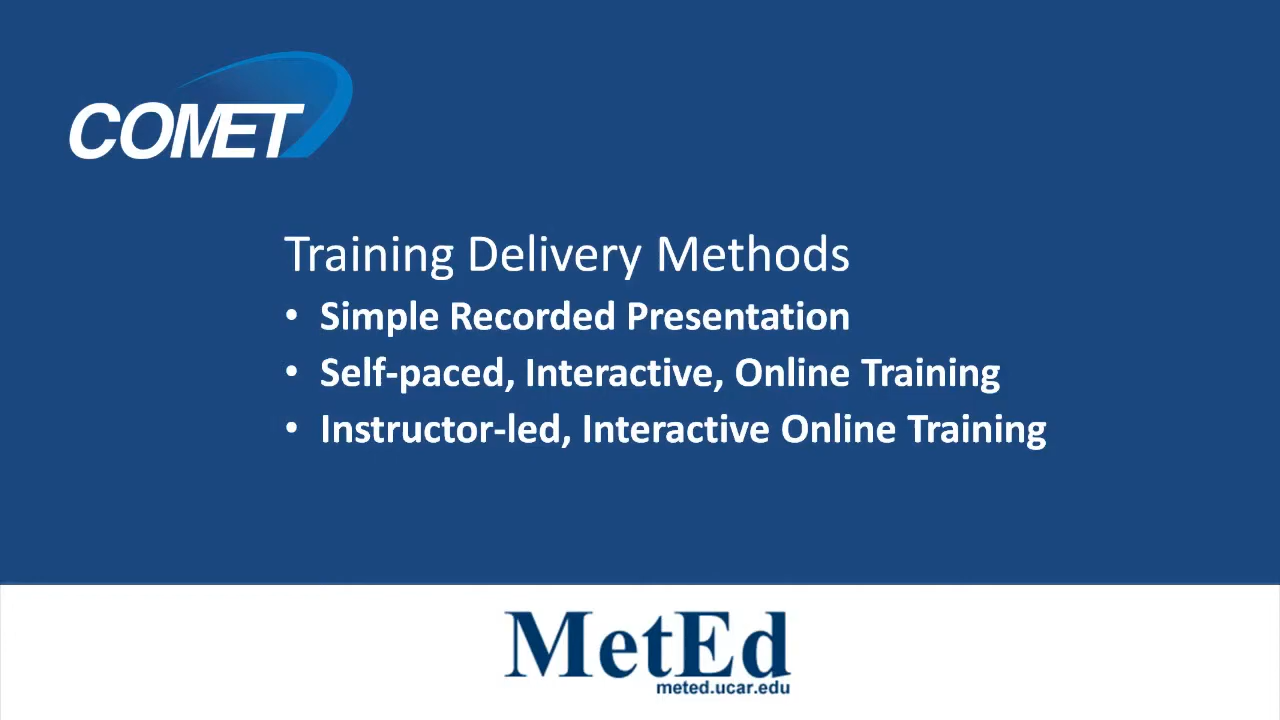 COMET
Training Delivery Methods
• Simple Recorded Presentation
• Self-paced, Interactive, Online Training
• Instructor-led, Interactive Online Training
MetEd
meted.ucar.edu